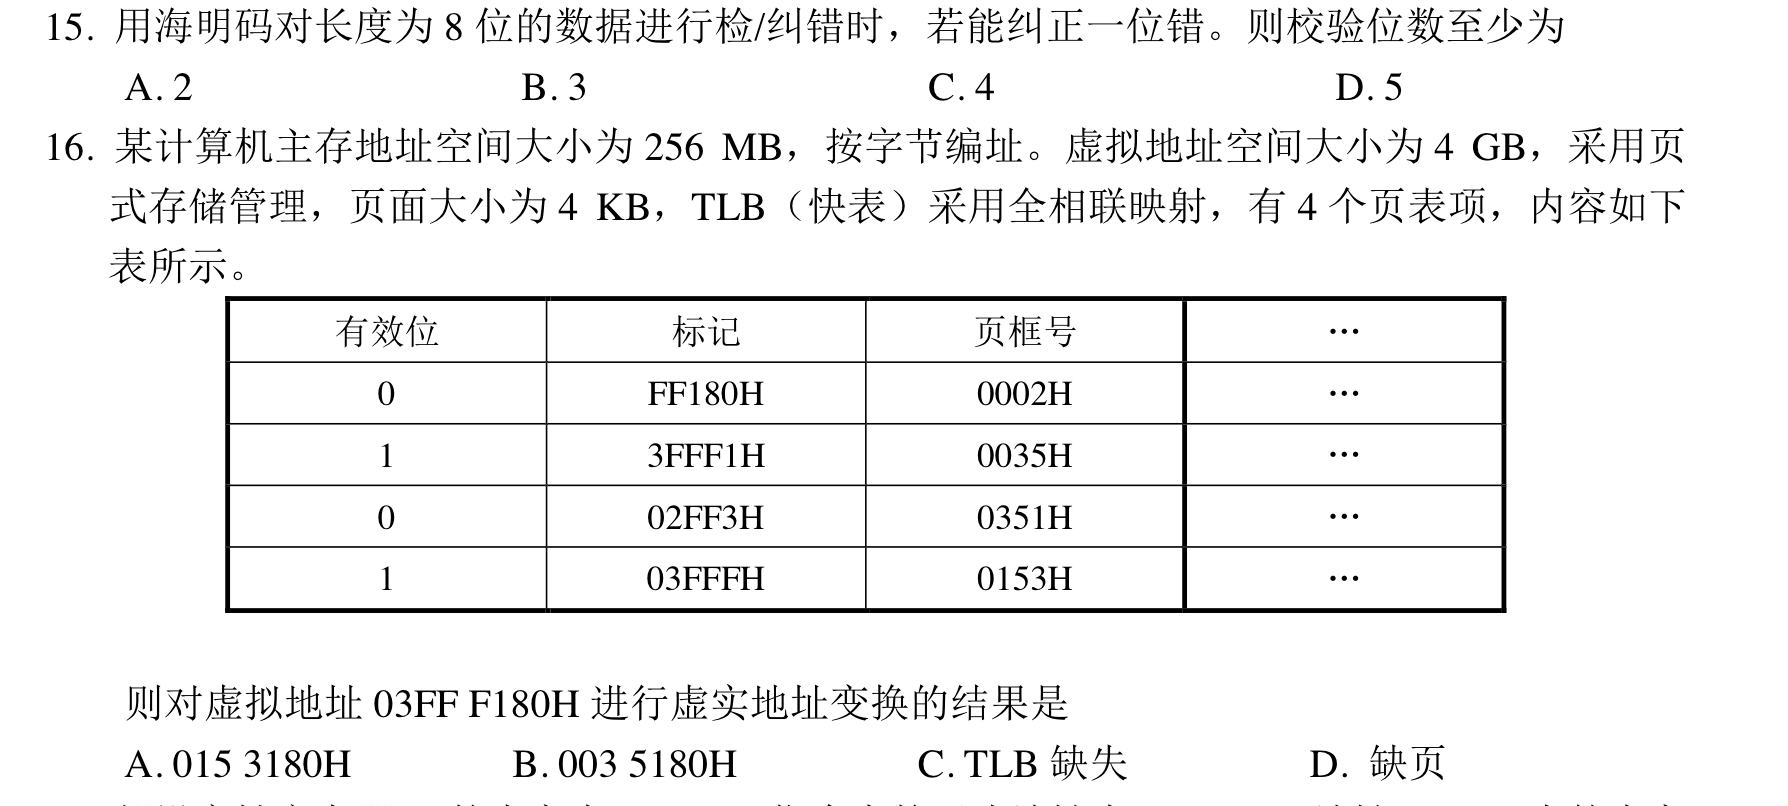 15. 用海明码对长度为 8 位的数据进行检/纠错时，若能纠正一位错。则校验位数至少为
A. 2 B. 3 C. 4 D. 5
16. 某计算机主存地址空间大小为 256 MB，按字节编址。虚拟地址空间大小为 4 GB，采用页
式存储管理，页面大小为 4 KB，TLB（快表）采用全相联映射，有 4 个页表项，内容如下
表所示。
有效位 标记 页框号 …
0 FF180H 0002H …
1 3FFF1H 0035H …
0 02FF3H 0351H …
1 03FFFH 0153H …
则对虚拟地址 03FF F180H 进行虚实地址变换的结果是
A. 015 3180H B. 003 5180H C. TLB 缺失 D. 缺页